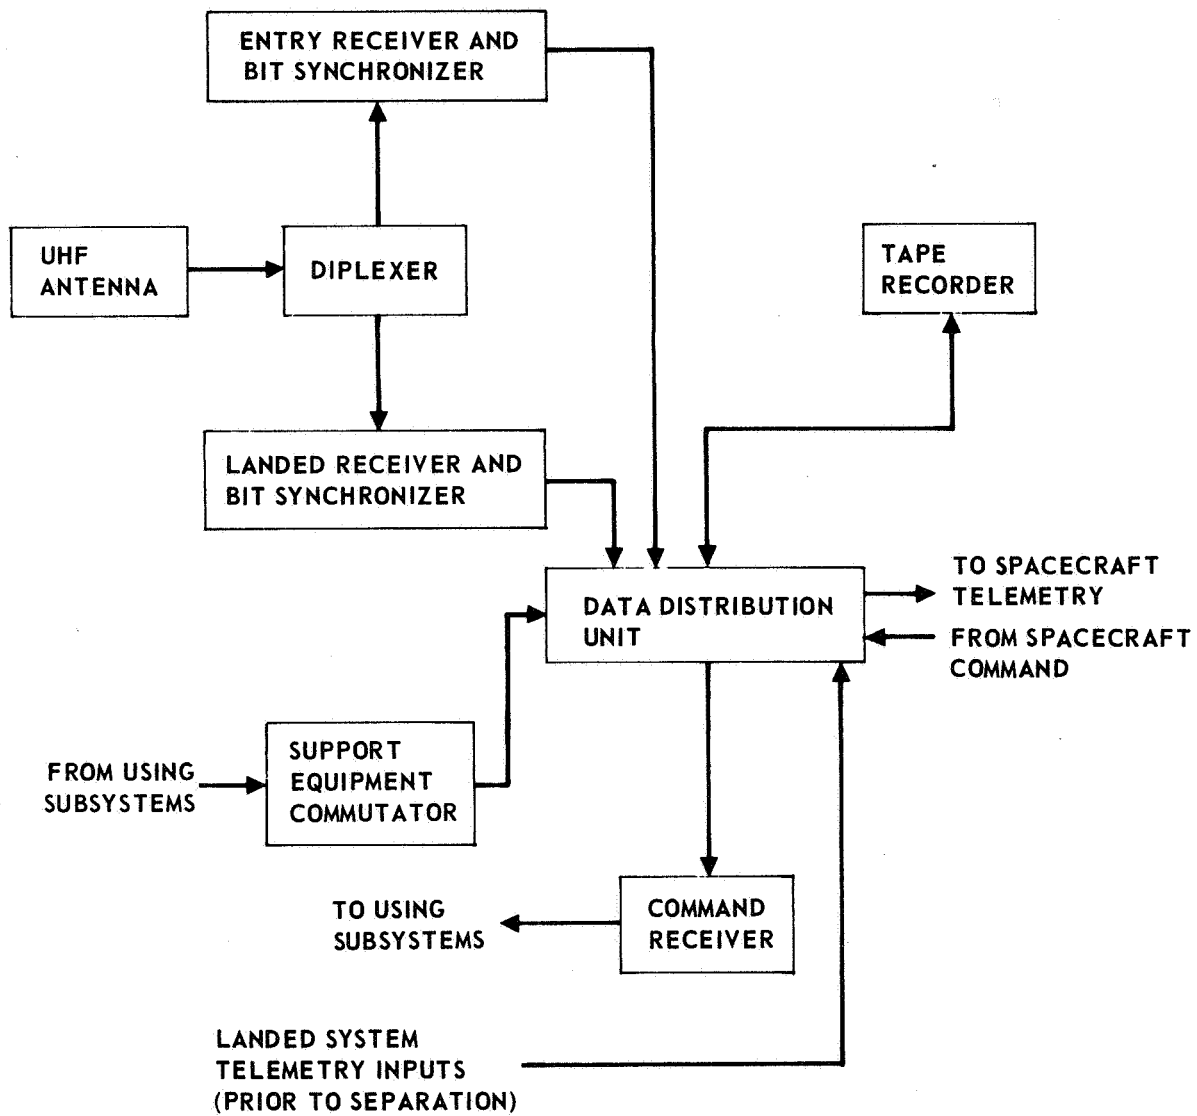 ENTRY RECEIVER AND
BIT SYNCHRONIZER
UHF
ANTENNA
DIPLEXER
TAPE
RECORDER
LANDED RECEIVER AND
BIT SYNCHRONIZER
DATA DISTRIBUTION
UNIT
TO SPACECRAFT
TELEMETRY
FROM SPACECRAFT
COMMAND
FROM USING
SUBSYSTEMS
SUPPORT
EQUIPMENT
COMMUTATOR
TO USING
SUBSYSTEMS
COMMAND
RECEIVER
LANDED SYSTEM
TELEMETRY INPUTS
(PRIOR TO SEPARATION)